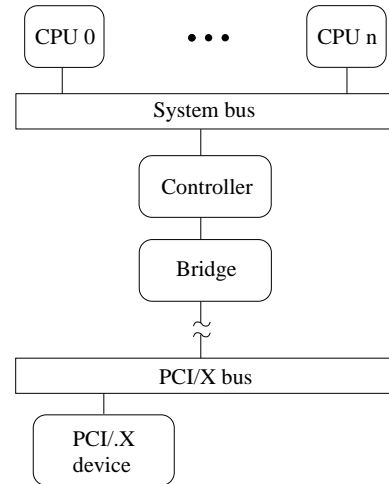 CPU 0
CPU n
System bus
Controller
Bridge
PCI/X bus
PCI/.X
device